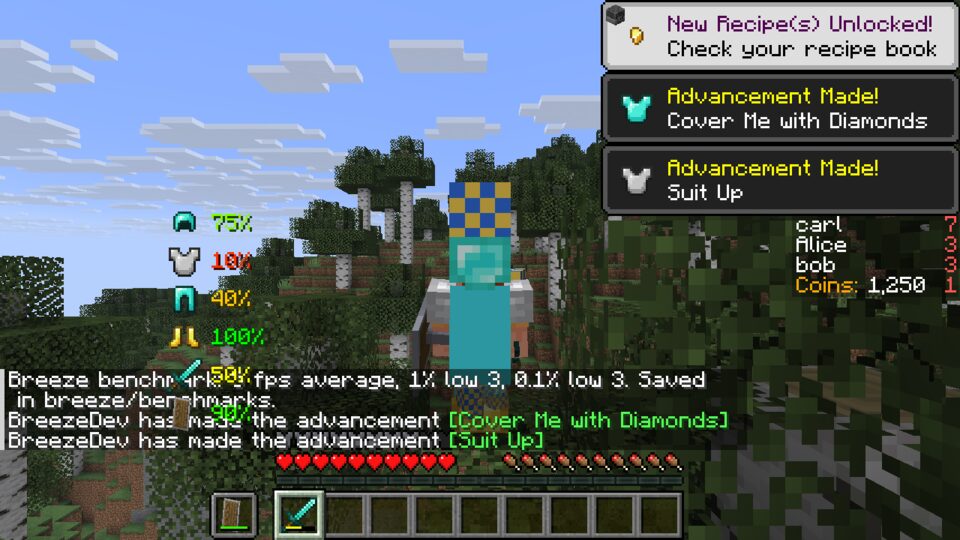 New Recipe(s) Unlocked!
Check your recipe book
Advancement Made!
Cover Me with Diamonds
Advancement Made!
Suit Up
carl 7
Alice 3
bob 3
Coins: 1,250 1
75%
10%
40%
100%
50%
90%
Breeze fps average, 1% low 3, 0.1% low 3. Saved
in breeze/benchmarks.
BreezeDev has made the advancement [Cover Me with Diamonds]
BreezeDev has made the advancement [Suit Up]